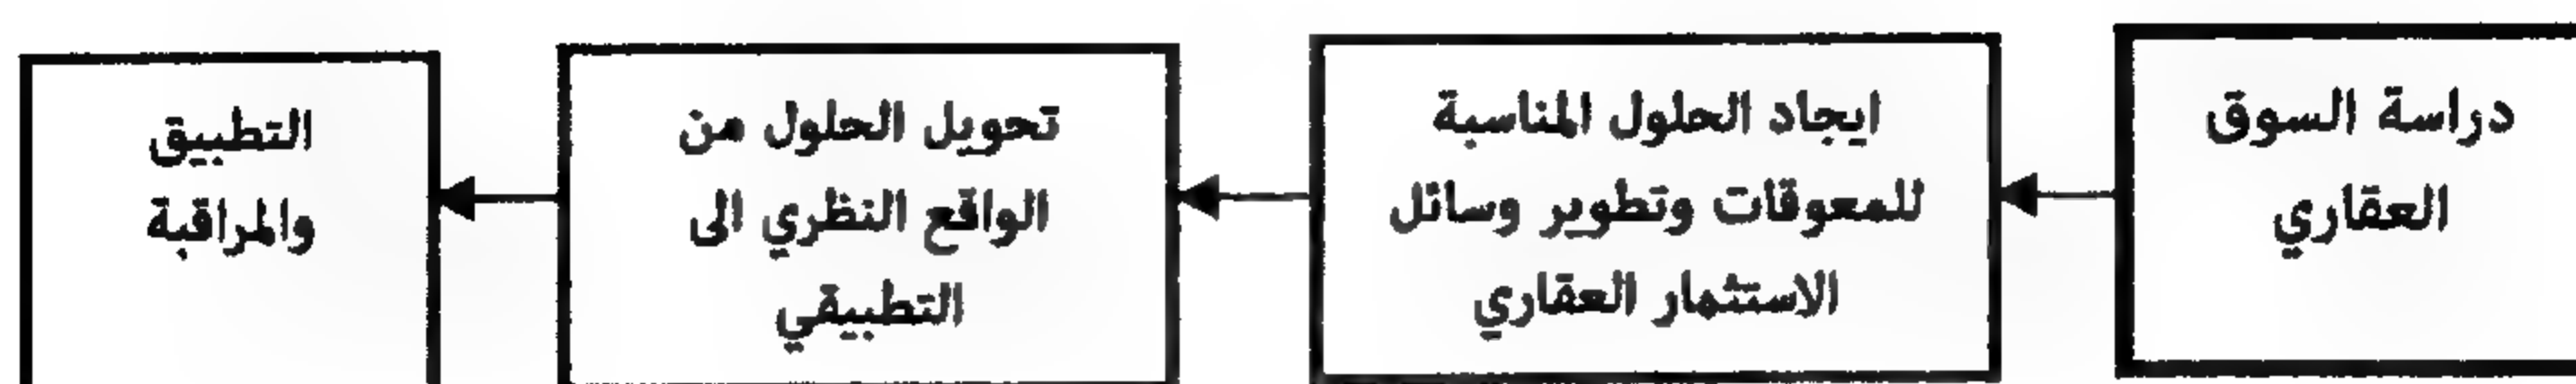 دراسة السوق
العقاري
ايجاد الحلول المناسبة
للمعوقات وتطوير وسائل
الاستثمار العقاري
تحويل الحلول من
الواقع النظري الى
التطبيقي
التطبيق
والمراقبة